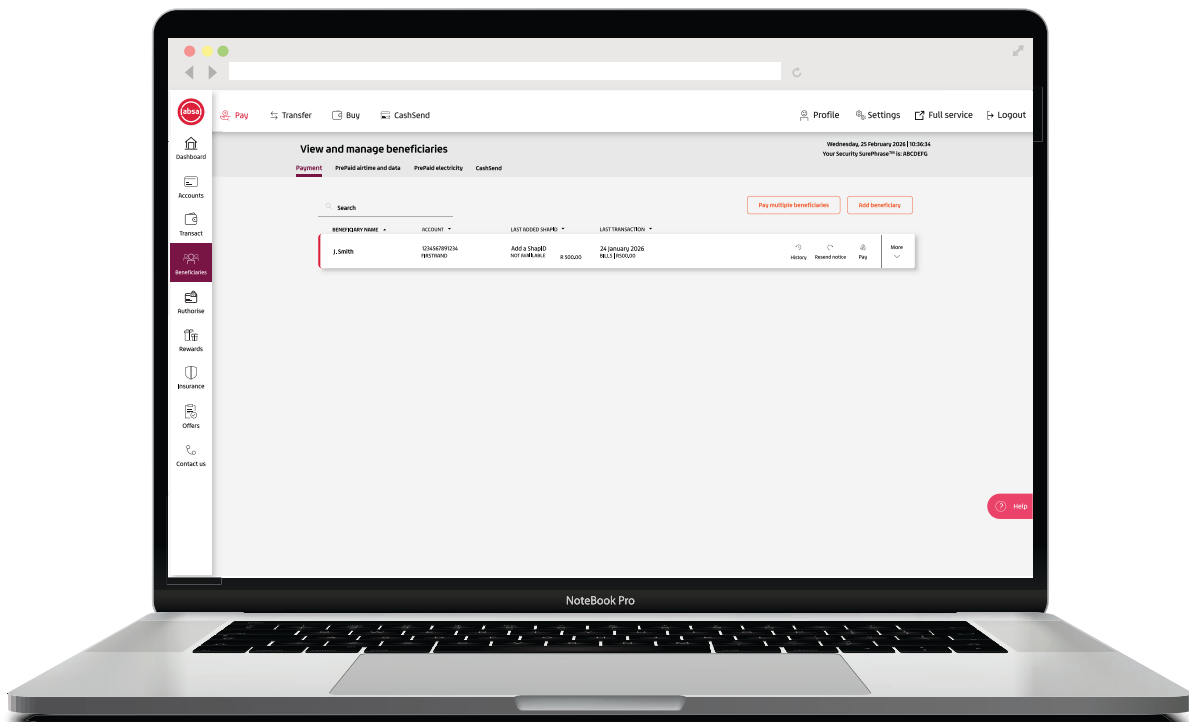 absa
Pay
Transfer
Buy
CashSend
Profile
Settings
Full service
Logout
Dashboard
Accounts
Transact
Beneficiaries
Authorise
Rewards
Insurance
Offers
Contact us
View and manage beneficiaries
Wednesday, 25 February 2026 | 10:36:34
Your Security SurePhrase™ is: ABCDEFG
Payment
PrePaid airtime and data
PrePaid electricity
CashSend
Search
Pay multiple beneficiaries
Add beneficiary
BENEFICIARY NAME
ACCOUNT
LAST ADDED SHAPID
LAST TRANSACTION
J.Smith
1234567891234
FIRSTRAND
Add a ShapID
NOT AVAILABLE
R 500.00
24 January 2026
BILLS | R500,00
History
Resend notice
Pay
More
Help
NoteBook Pro